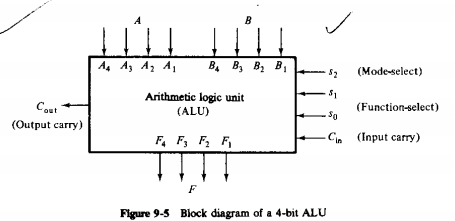 A B
A4 A3 A2 A1 B4 B3 B2 B1
s2 (Mode-select)
s1
Arithmetic logic unit
(ALU)
Cout
(Output carry)
(Function-select)
s0
Cin (Input carry)
F4 F3 F2 F1
F
Figure 9-5 Block diagram of a 4-bit ALU